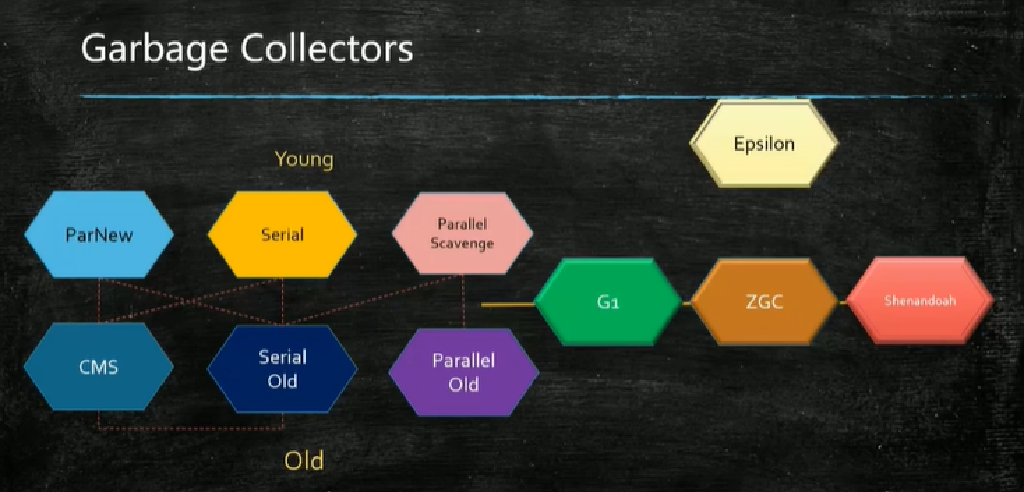 Garbage Collectors
Epsilon
Young
ParNew
Serial
Parallel
Scavenge
G1
ZGC
Shenandoah
CMS
Serial
Old
Parallel
Old
Old